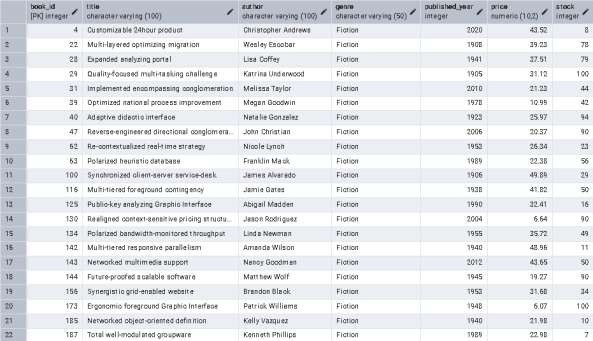 book_id title author genre published_year price stock
[PK] integer character varying (100) character varying (100) character varying (50) integer numeric (10,2) integer
1 4 Customizable 24hour product Christopher Andrews Fiction 2020 43.52 8
2 22 Multi-layered optimizing migration Wesley Escobar Fiction 1908 39.23 78
3 28 Expanded analyzing portal Lisa Coffey Fiction 1941 37.51 79
4 29 Quality-focused multi-tasking challenge Katrina Underwood Fiction 1905 31.12 100
5 31 Implemented encompassing conglomeration Melissa Taylor Fiction 2010 21.23 44
6 39 Optimized national process improvement Megan Goodwin Fiction 1978 10.99 42
7 40 Adaptive didactic interface Natalie Gonzalez Fiction 1923 25.97 94
8 47 Reverse-engineered directional conglomera... John Christian Fiction 2006 20.37 90
9 52 Re-contextualized real-time strategy Nicole Lynch Fiction 1953 26.34 23
10 63 Polarized heuristic database Franklin Mack Fiction 1989 22.38 56
11 100 Synchronized client-server service-desk James Alvarado Fiction 1906 49.89 29
12 116 Multi-tiered foreground contingency Jamie Gates Fiction 1938 41.82 50
13 125 Public-key analyzing Graphic Interface Abigail Madden Fiction 1990 32.41 16
14 130 Realigned context-sensitive pricing structu... Jason Rodriguez Fiction 2004 6.64 90
15 134 Polarized bandwidth-monitored throughput Linda Newman Fiction 1955 35.72 49
16 142 Multi-tiered responsive parallelism Amanda Wilson Fiction 1940 48.96 11
17 143 Networked multimedia support Nancy Goodman Fiction 2012 43.65 50
18 144 Future-proofed scalable software Matthew Wolf Fiction 1945 19.27 90
19 156 Synergistic grid-enabled website Brandon Black Fiction 1953 31.68 34
20 173 Ergonomic foreground Graphic Interface Patrick Williams Fiction 1948 6.07 100
21 185 Networked object-oriented definition Kelly Vazquez Fiction 1940 21.98 10
22 187 Total well-modulated groupware Kenneth Phillips Fiction 1989 22.98 7